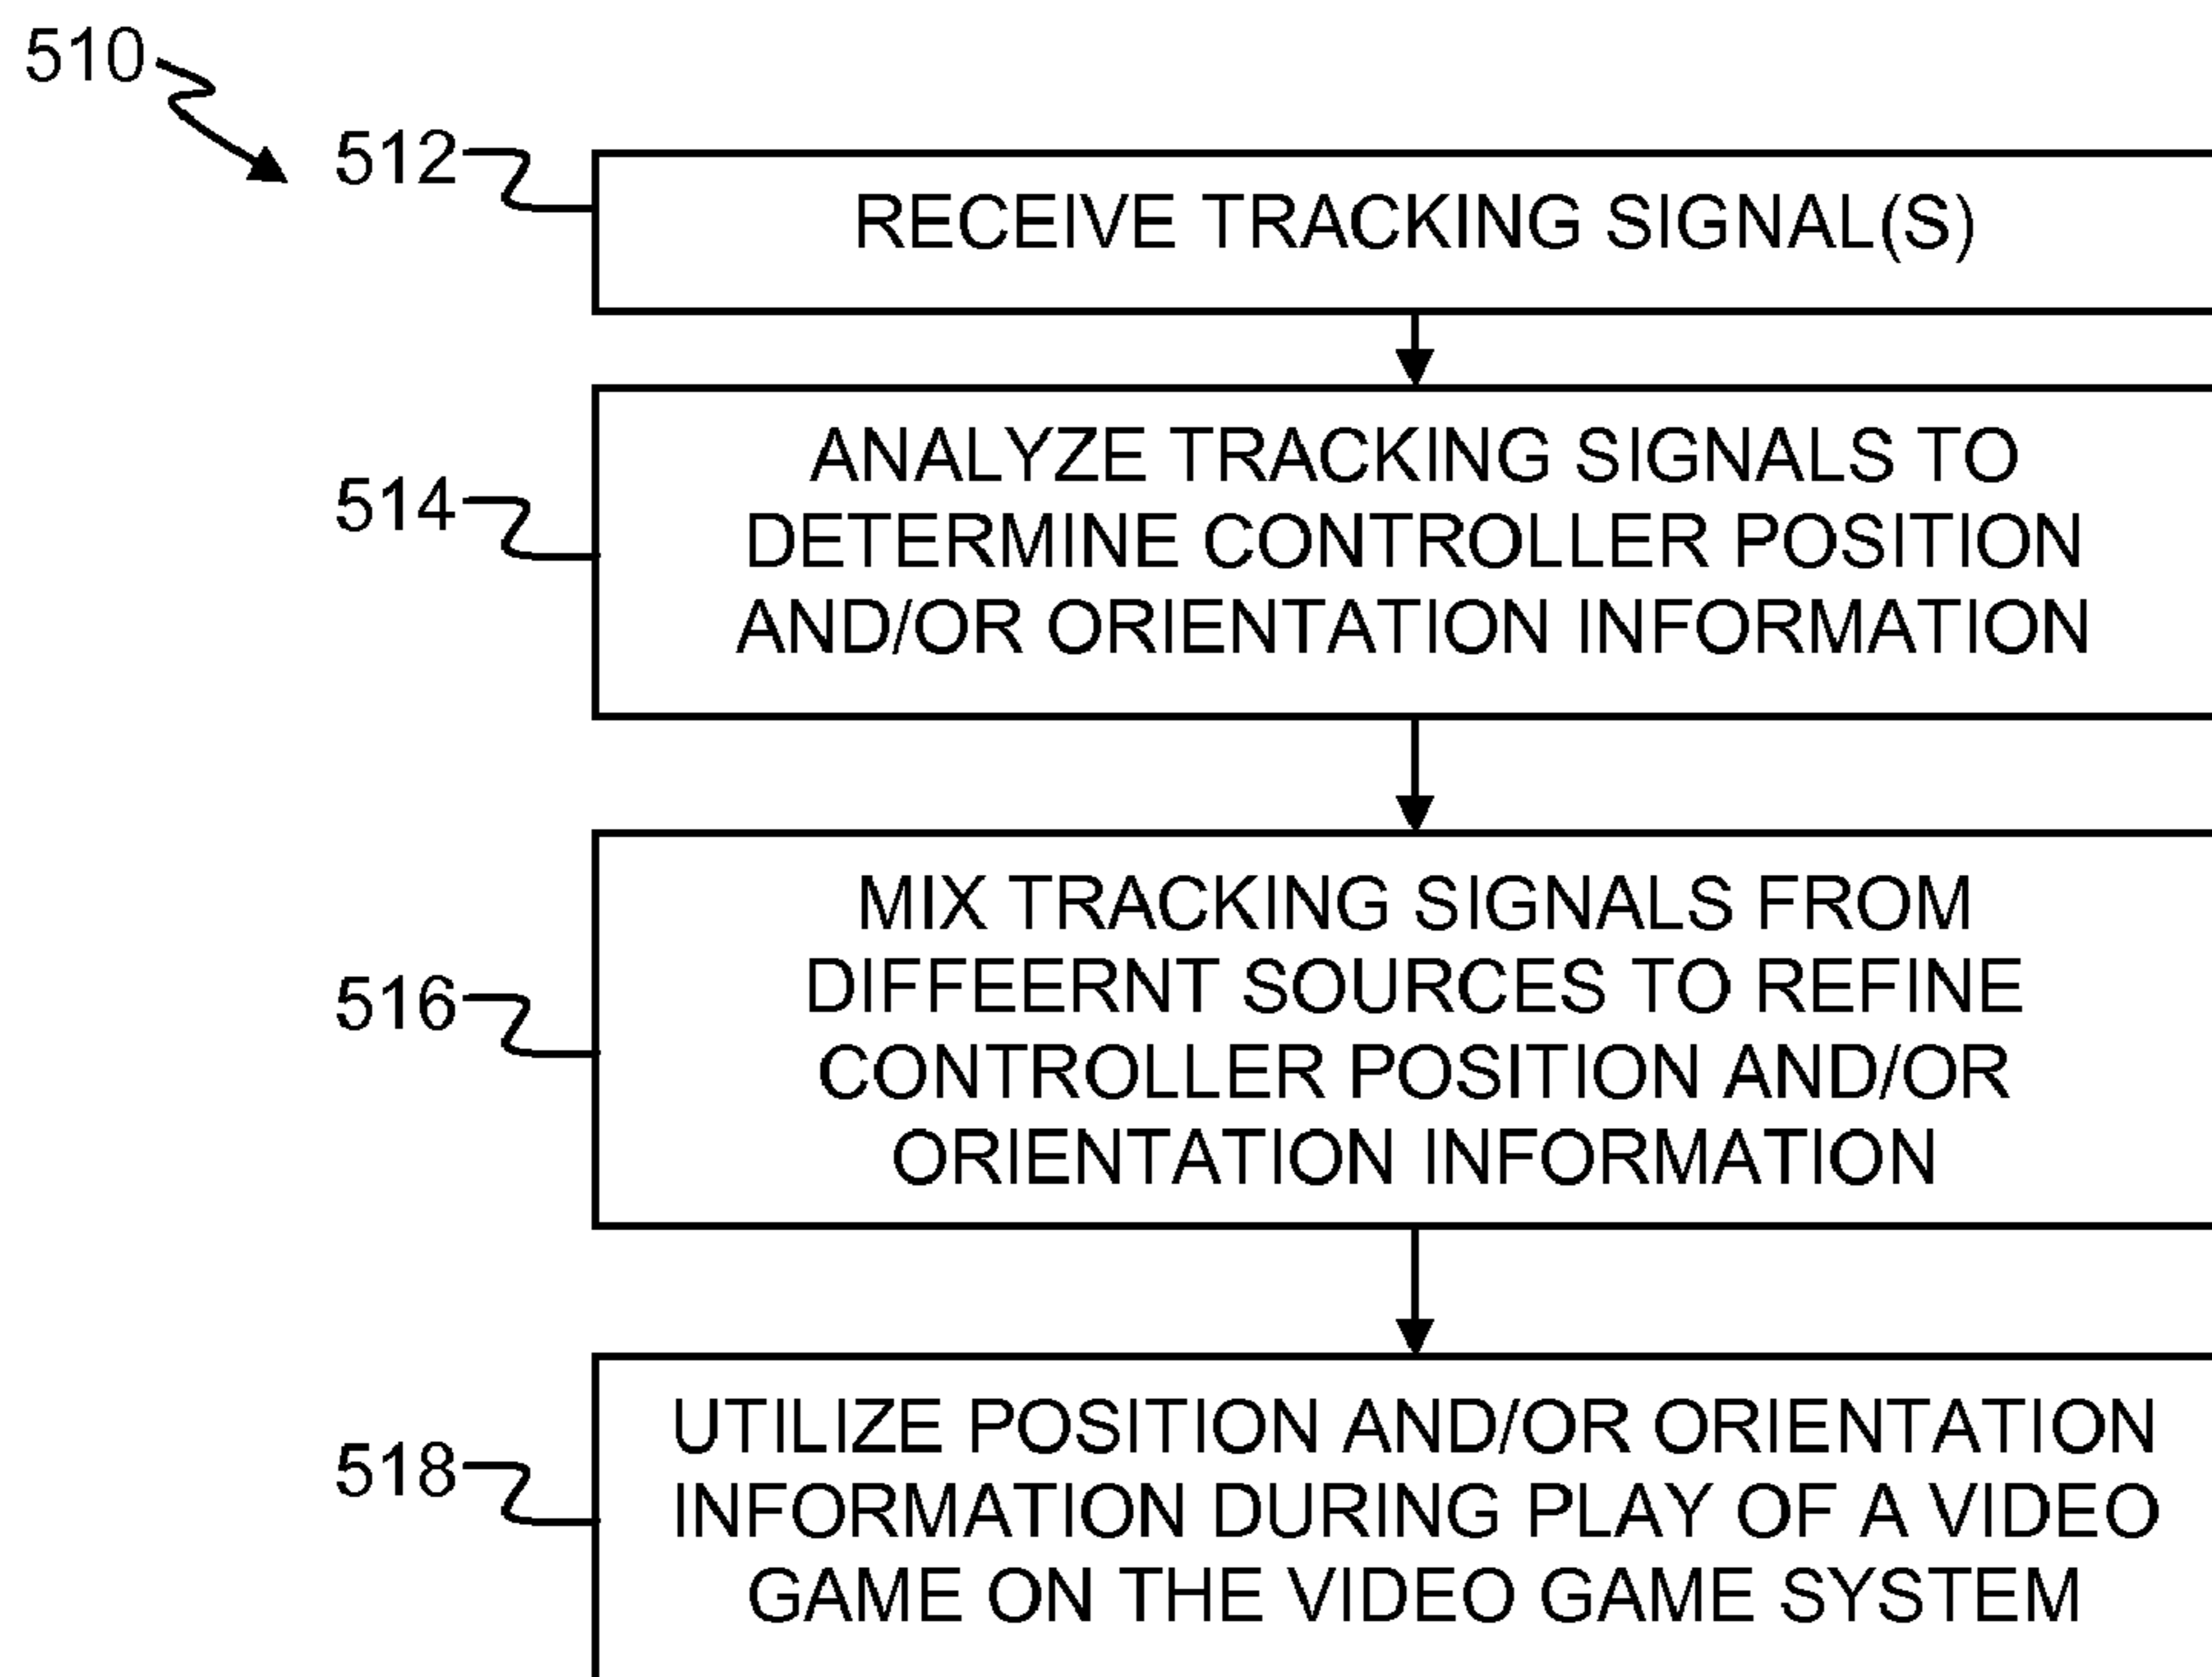 510
512
RECEIVE TRACKING SIGNAL(S)
514
ANALYZE TRACKING SIGNALS TO
DETERMINE CONTROLLER POSITION
AND/OR ORIENTATION INFORMATION
516
MIX TRACKING SIGNALS FROM
DIFFEERNT SOURCES TO REFINE
CONTROLLER POSITION AND/OR
ORIENTATION INFORMATION
518
UTILIZE POSITION AND/OR ORIENTATION
INFORMATION DURING PLAY OF A VIDEO
GAME ON THE VIDEO GAME SYSTEM